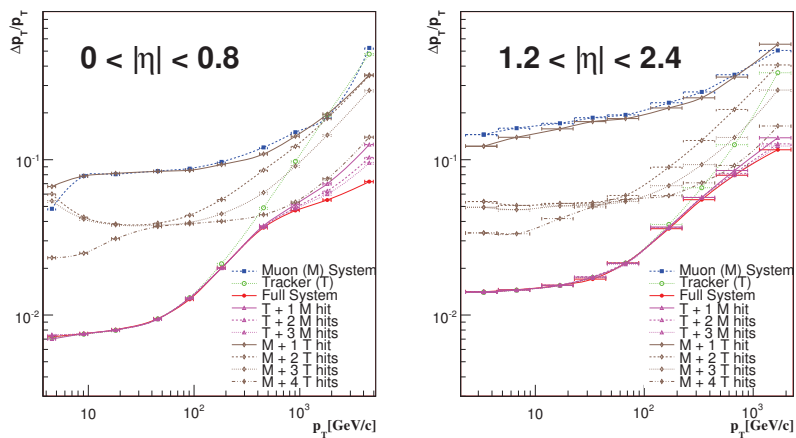 Δp_T/p_T
0 < |η| < 0.8
10^-1
10^-2
Muon (M) System
Tracker (T)
Full System
T + 1 M hit
T + 2 M hits
T + 3 M hits
M + 1 T hit
M + 2 T hits
M + 3 T hits
M + 4 T hits
10
10^2
10^3
p_T[GeV/c]
Δp_T/p_T
1.2 < |η| < 2.4
10^-1
10^-2
Muon (M) System
Tracker (T)
Full System
T + 1 M hit
T + 2 M hits
T + 3 M hits
M + 1 T hit
M + 2 T hits
M + 3 T hits
M + 4 T hits
10
10^2
10^3
p_T[GeV/c]